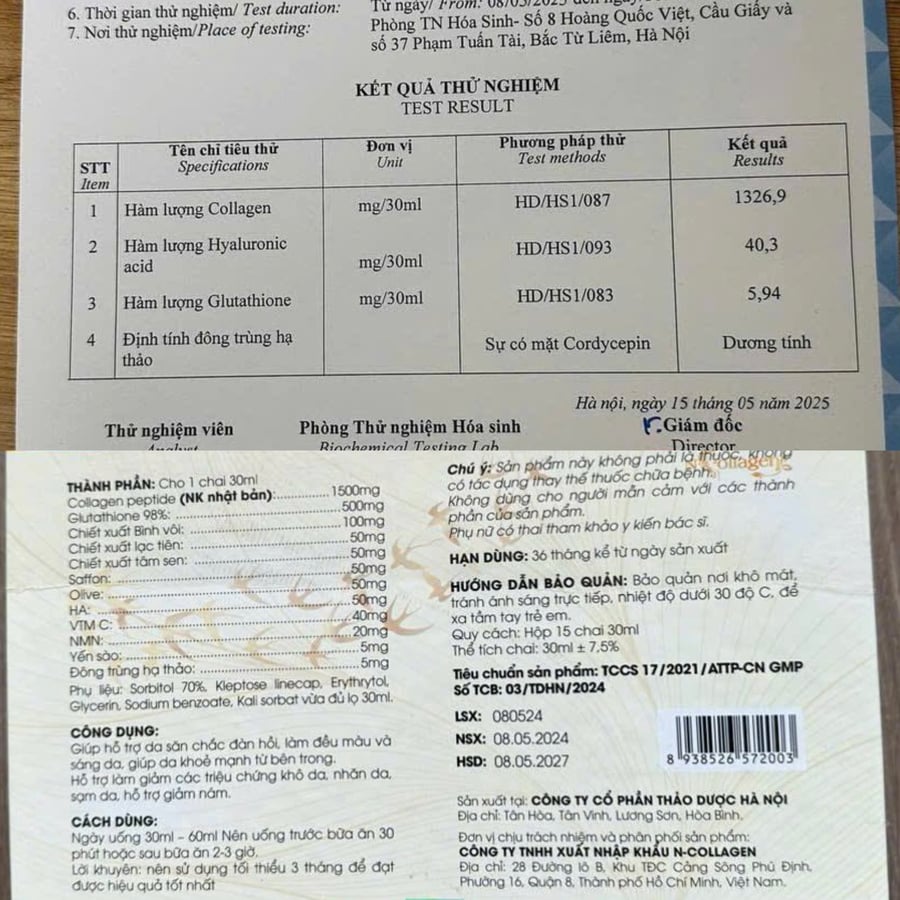 6. Thời gian thử nghiệm/ Test duration:
Từ ngày/ From: 08/05/2025 đến ngày/
7. Nơi thử nghiệm/Place of testing:
Phòng TN Hóa Sinh- Số 8 Hoàng Quốc Việt, Cầu Giấy và
số 37 Phạm Tuấn Tài, Bắc Từ Liêm, Hà Nội
KẾT QUẢ THỬ NGHIỆM
TEST RESULT
STT Item | Tên chỉ tiêu thử Specifications | Đơn vị Unit | Phương pháp thử Test methods | Kết quả Results
1 Hàm lượng Collagen mg/30ml HD/HS1/087 1326,9
2 Hàm lượng Hyaluronic acid mg/30ml HD/HS1/093 40,3
3 Hàm lượng Glutathione mg/30ml HD/HS1/083 5,94
4 Định tính đông trùng hạ thảo Sự có mặt Cordycepin Dương tính
Hà nội, ngày 15 tháng 05 năm 2025
Thử nghiệm viên
Analyst
Phòng Thử nghiệm Hóa sinh
Biochemical Testing Lab
Giám đốc
Director
THÀNH PHẦN: Cho 1 chai 30ml
Collagen peptide (NK nhật bản): 1500mg
Glutathione 98%: 500mg
Chiết xuất Bình vôi: 100mg
Chiết xuất lạc tiên: 50mg
Chiết xuất tâm sen: 50mg
Saffon: 50mg
Olive: 50mg
HA: 50mg
VTM C: 40mg
NMN: 20mg
Yến sào: 5mg
Đông trùng hạ thảo: 5mg
Phụ liệu: Sorbitol 70%, Kleptose linecap, Erythrytol,
Glycerin, Sodium benzoate, Kali sorbat vừa đủ lọ 30ml.
CÔNG DỤNG:
Giúp hỗ trợ da săn chắc đàn hồi, làm đều màu và
sáng da, giúp da khoẻ mạnh từ bên trong.
Hỗ trợ làm giảm các triệu chứng khô da, nhăn da,
sạm da, hỗ trợ giảm nám.
CÁCH DÙNG:
Ngày uống 30ml – 60ml Nên uống trước bữa ăn 30
phút hoặc sau bữa ăn 2-3 giờ.
Lời khuyên: nên sử dụng tối thiểu 3 tháng để đạt
được hiệu quả tốt nhất
Chú ý: Sản phẩm này không phải là thuốc, không
có tác dụng thay thế thuốc chữa bệnh.
Không dùng cho người mẫn cảm với các thành
phần của sản phẩm.
Phụ nữ có thai tham khảo ý kiến bác sĩ.
HẠN DÙNG: 36 tháng kể từ ngày sản xuất
HƯỚNG DẪN BẢO QUẢN: Bảo quản nơi khô mát,
tránh ánh sáng trực tiếp, nhiệt độ dưới 30 độ C, để
xa tầm tay trẻ em.
Quy cách: Hộp 15 chai 30ml
Thể tích chai: 30ml ± 7,5%
Tiêu chuẩn sản phẩm: TCCS 17/2021/ATTP-CN GMP
Số TCB: 03/TDHN/2024
LSX: 080524
NSX: 08.05.2024
HSD: 08.05.2027
8 938526 572003
Sản xuất tại: CÔNG TY CỔ PHẦN THẢO DƯỢC HÀ NỘI
Địa chỉ: Tân Hòa, Tân Vinh, Lương Sơn, Hòa Bình.
Đơn vị chịu trách nhiệm và phân phối sản phẩm:
CÔNG TY TNHH XUẤT NHẬP KHẨU N-COLLAGEN
Địa chỉ: 28 Đường lô B, Khu TĐC Cảng Sông Phú Định,
Phường 16, Quận 8, Thành phố Hồ Chí Minh, Việt Nam.